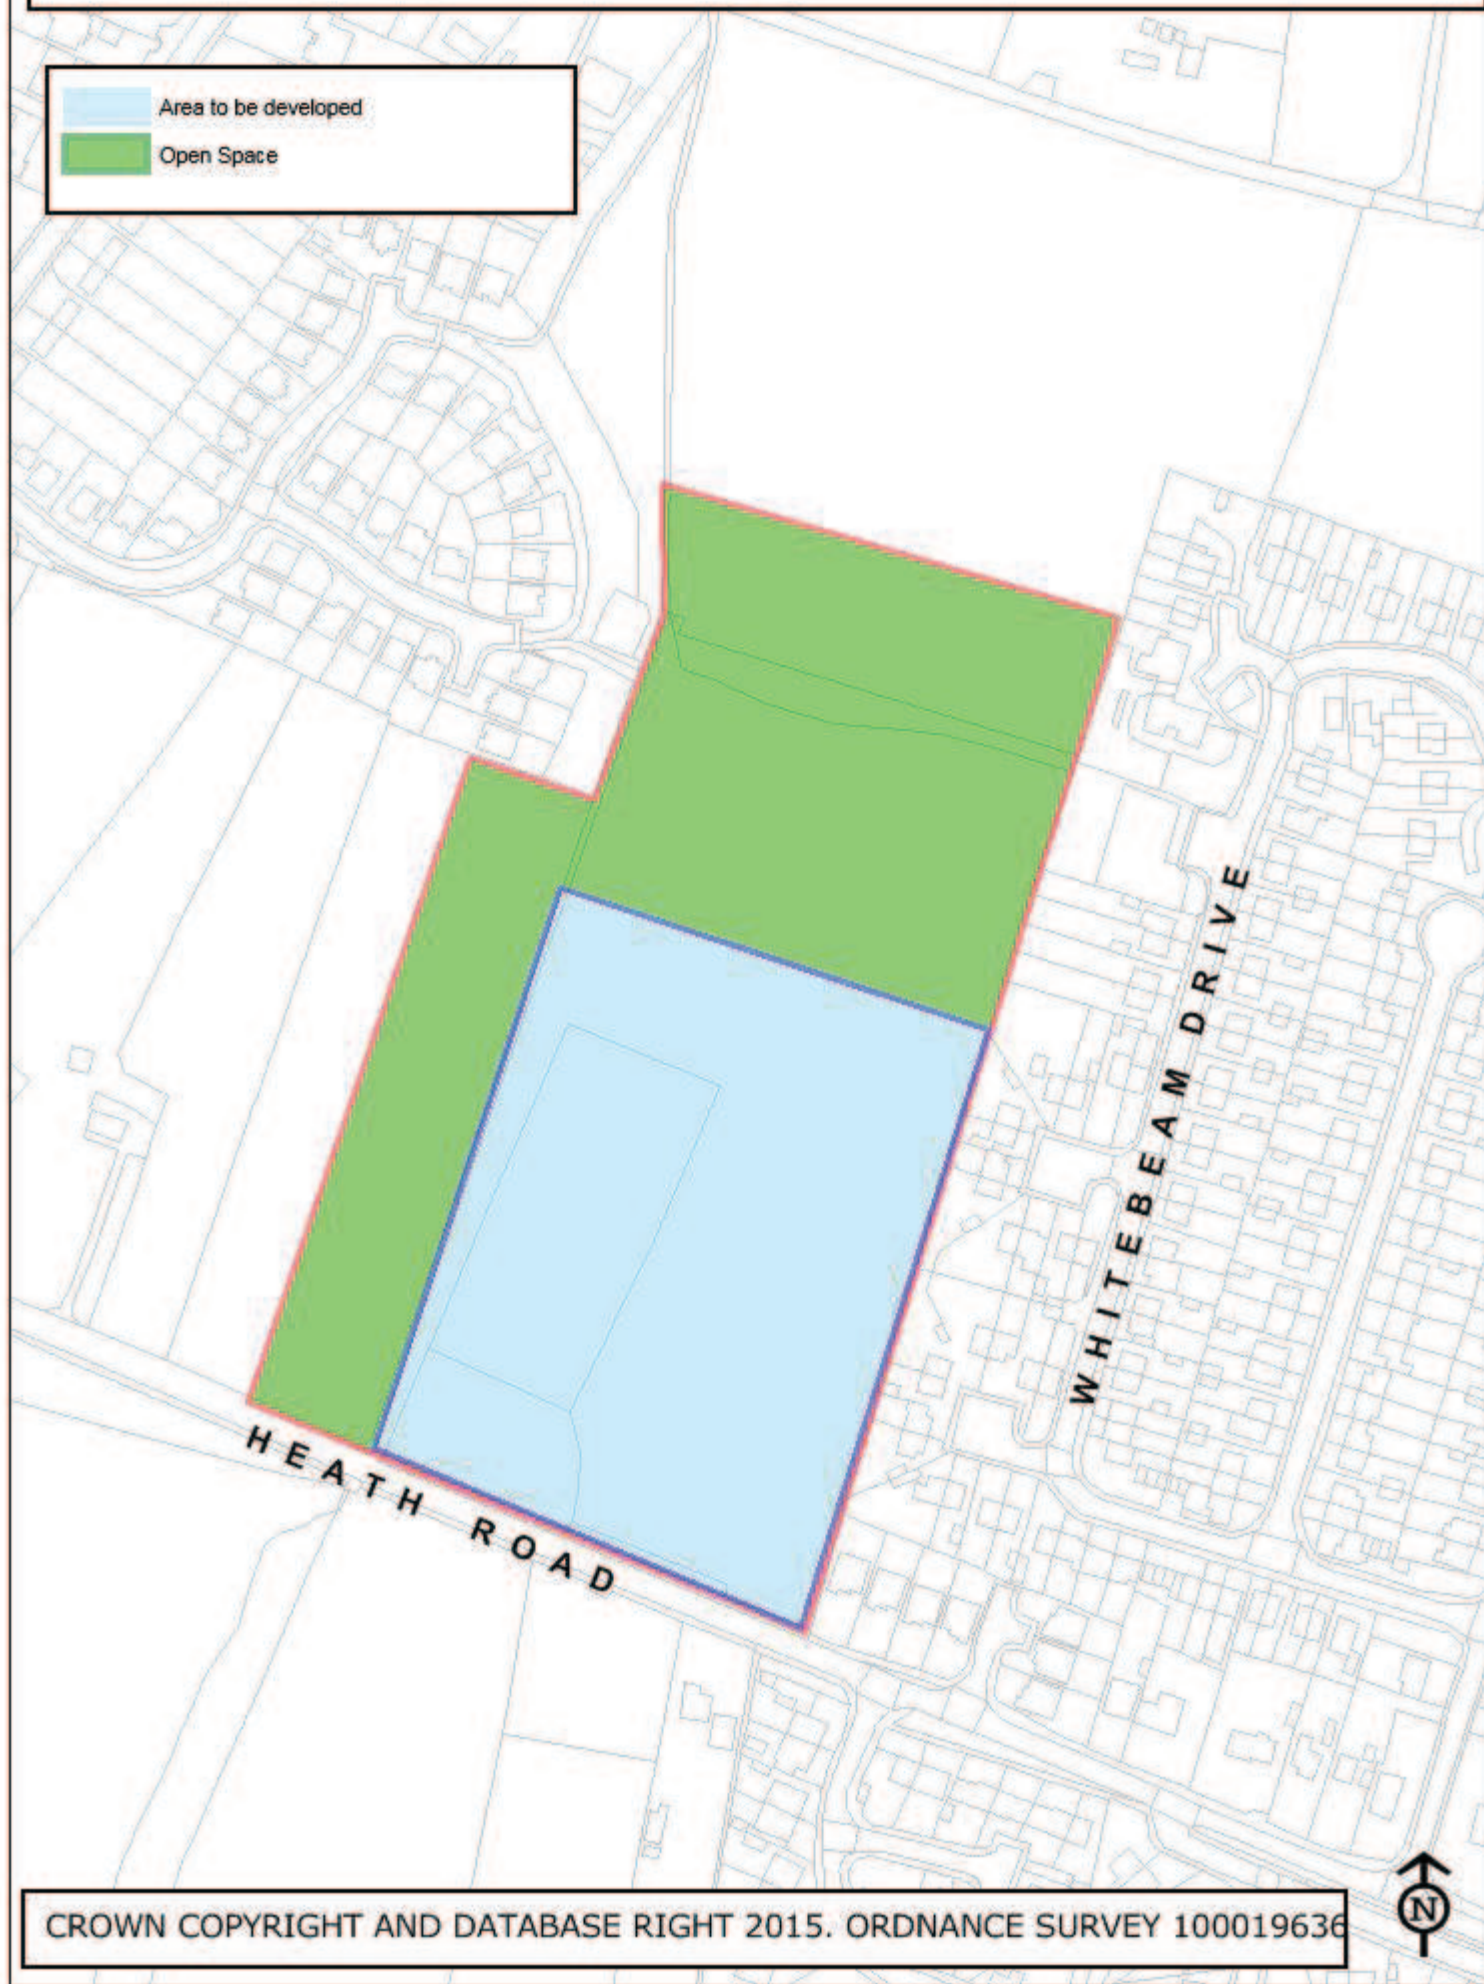 Area to be developed
Open Space
WHITEBEAM DRIVE
HEATH ROAD
CROWN COPYRIGHT AND DATABASE RIGHT 2015. ORDNANCE SURVEY 100019636
N